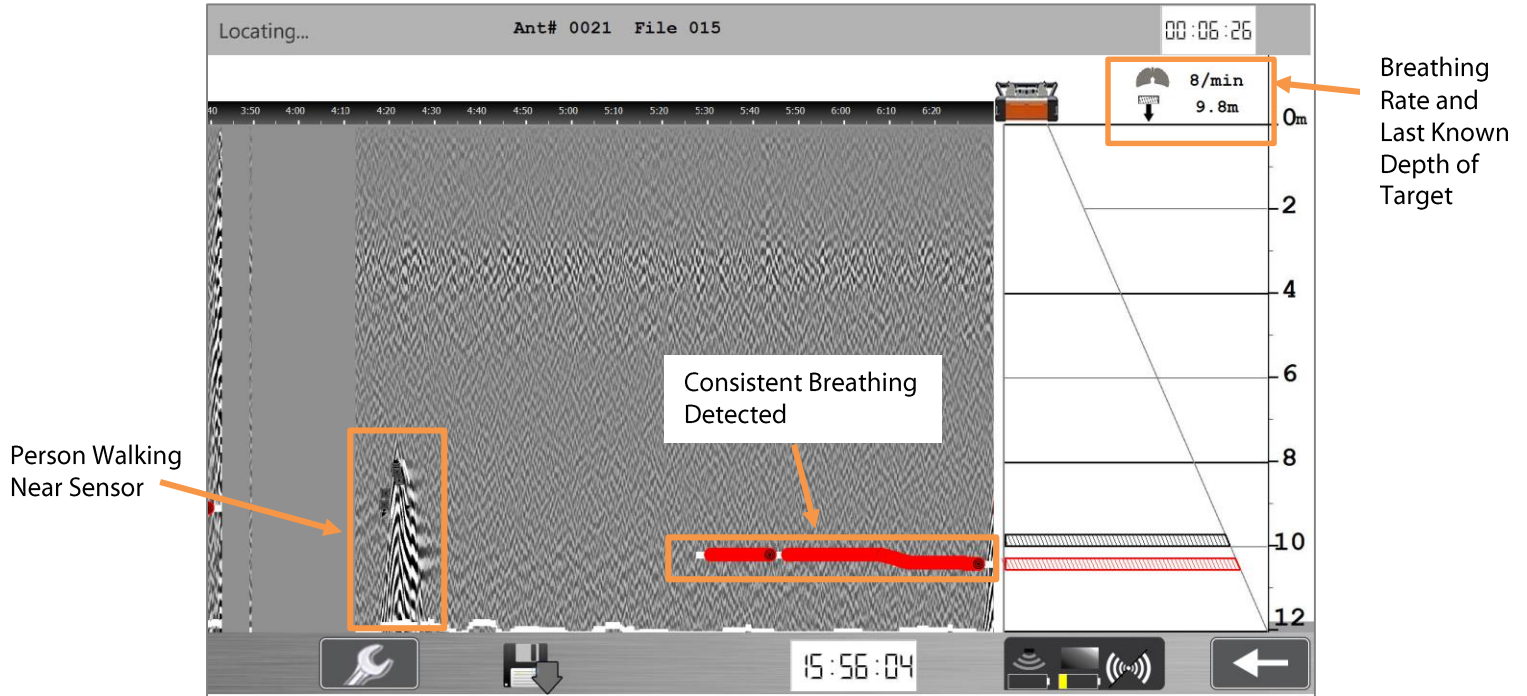 Locating...
Ant# 0021 File 015
00:06:26
8/min
9.8m
Breathing
Rate and
Last Known
Depth of
Target
40 3:50 4:00 4:10 4:20 4:30 4:40 4:50 5:00 5:10 5:20 5:30 5:40 5:50 6:00 6:10 6:20
0m
2
4
6
8
10
12
Consistent Breathing
Detected
Person Walking
Near Sensor
15:56:04